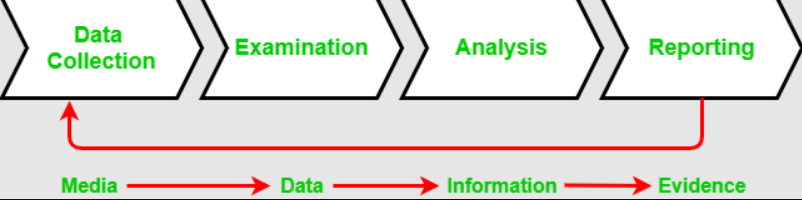 Data
Collection
Examination
Analysis
Reporting
Media
Data
Information
Evidence